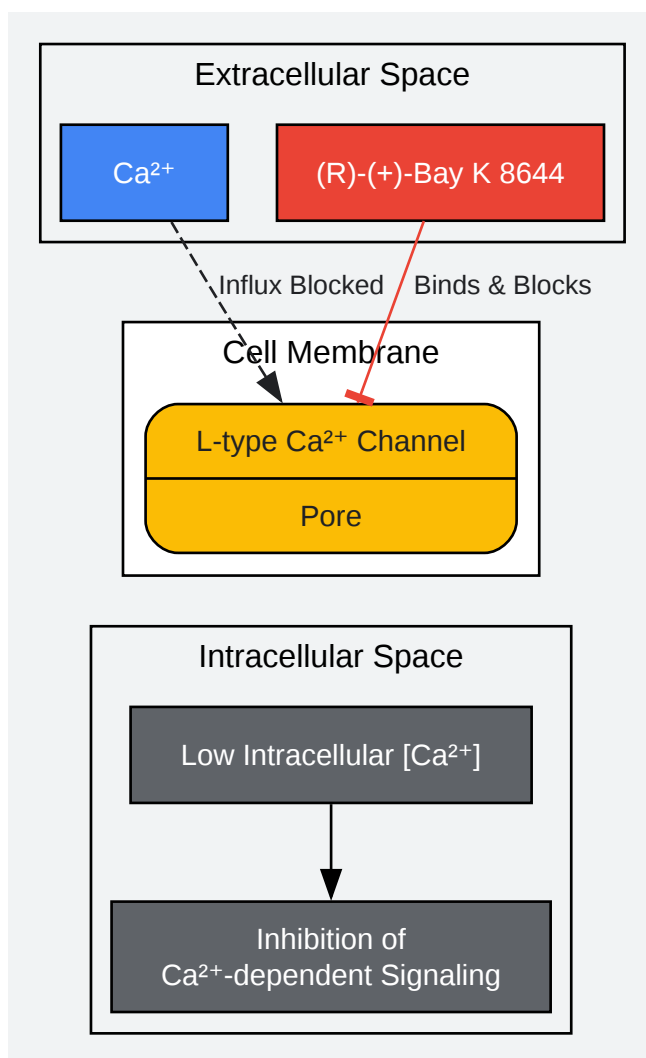 Extracellular Space
Ca²⁺
(R)-(+)-Bay K 8644
Influx Blocked
Binds & Blocks
Cell Membrane
L-type Ca²⁺ Channel
Pore
Intracellular Space
Low Intracellular [Ca²⁺]
Inhibition of
Ca²⁺-dependent Signaling